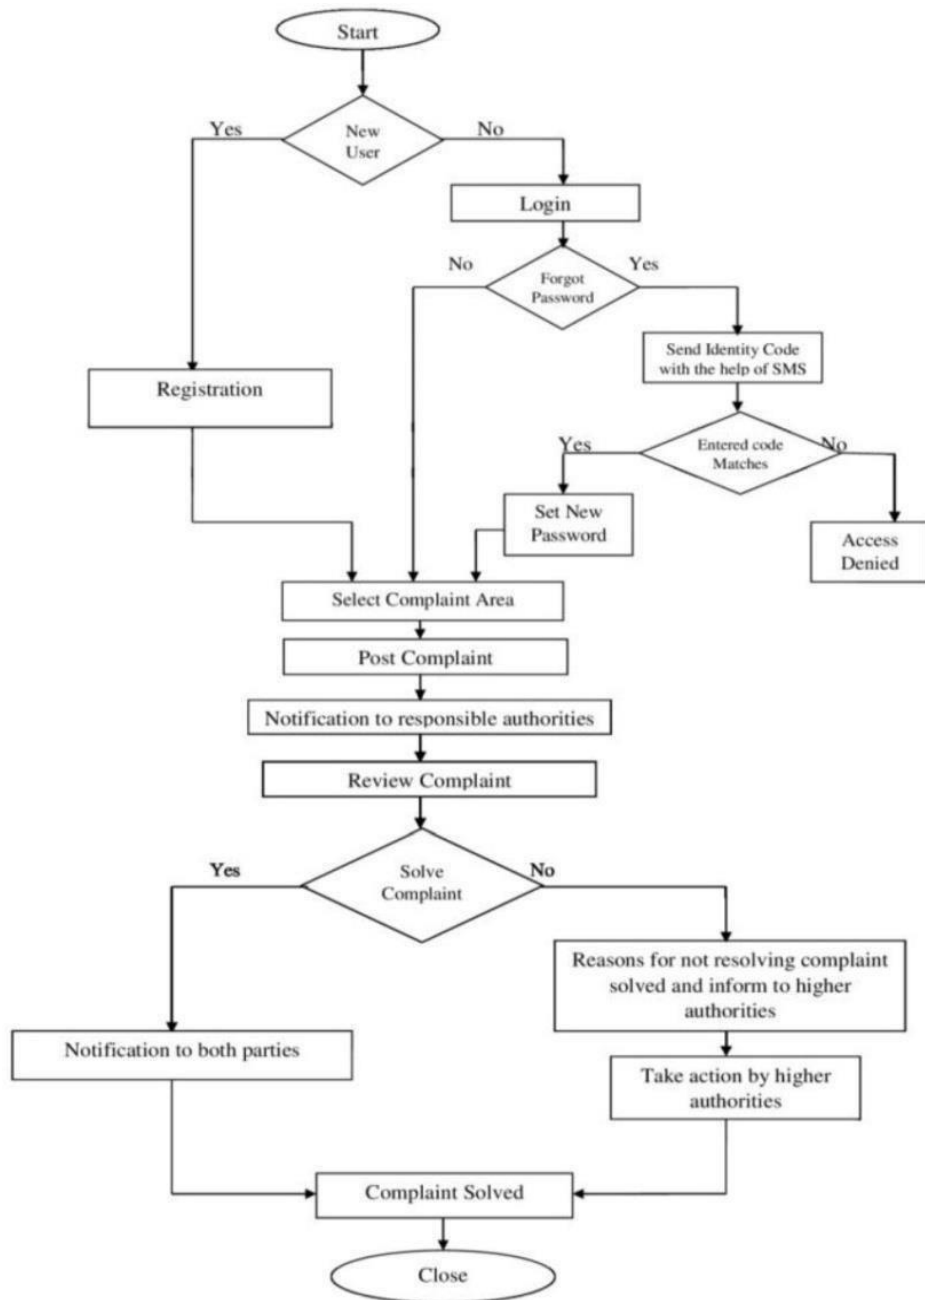 Start
Yes
New
User
No
Login
No
Forgot
Password
Yes
Send Identity Code
with the help of SMS
Registration
Yes
Entered code
Matches
No
Set New
Password
Access
Denied
Select Complaint Area
Post Complaint
Notification to responsible authorities
Review Complaint
Yes
Solve
Complaint
No
Reasons for not resolving complaint
solved and inform to higher
authorities
Notification to both parties
Take action by higher
authorities
Complaint Solved
Close